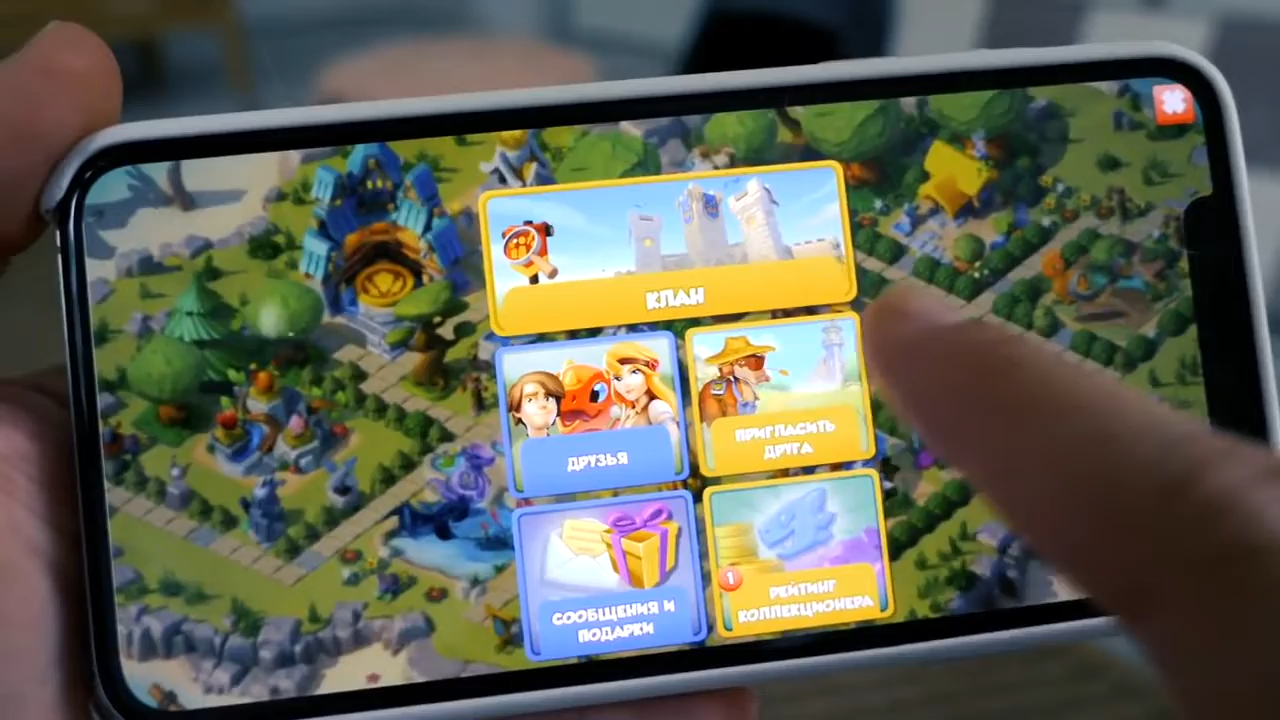 КЛАН
ДРУЗЬЯ
ПРИГЛАСИТЬ
ДРУГА
СООБЩЕНИЯ И
ПОДАРКИ
1
РЕЙТИНГ
КОЛЛЕКЦИОНЕРА